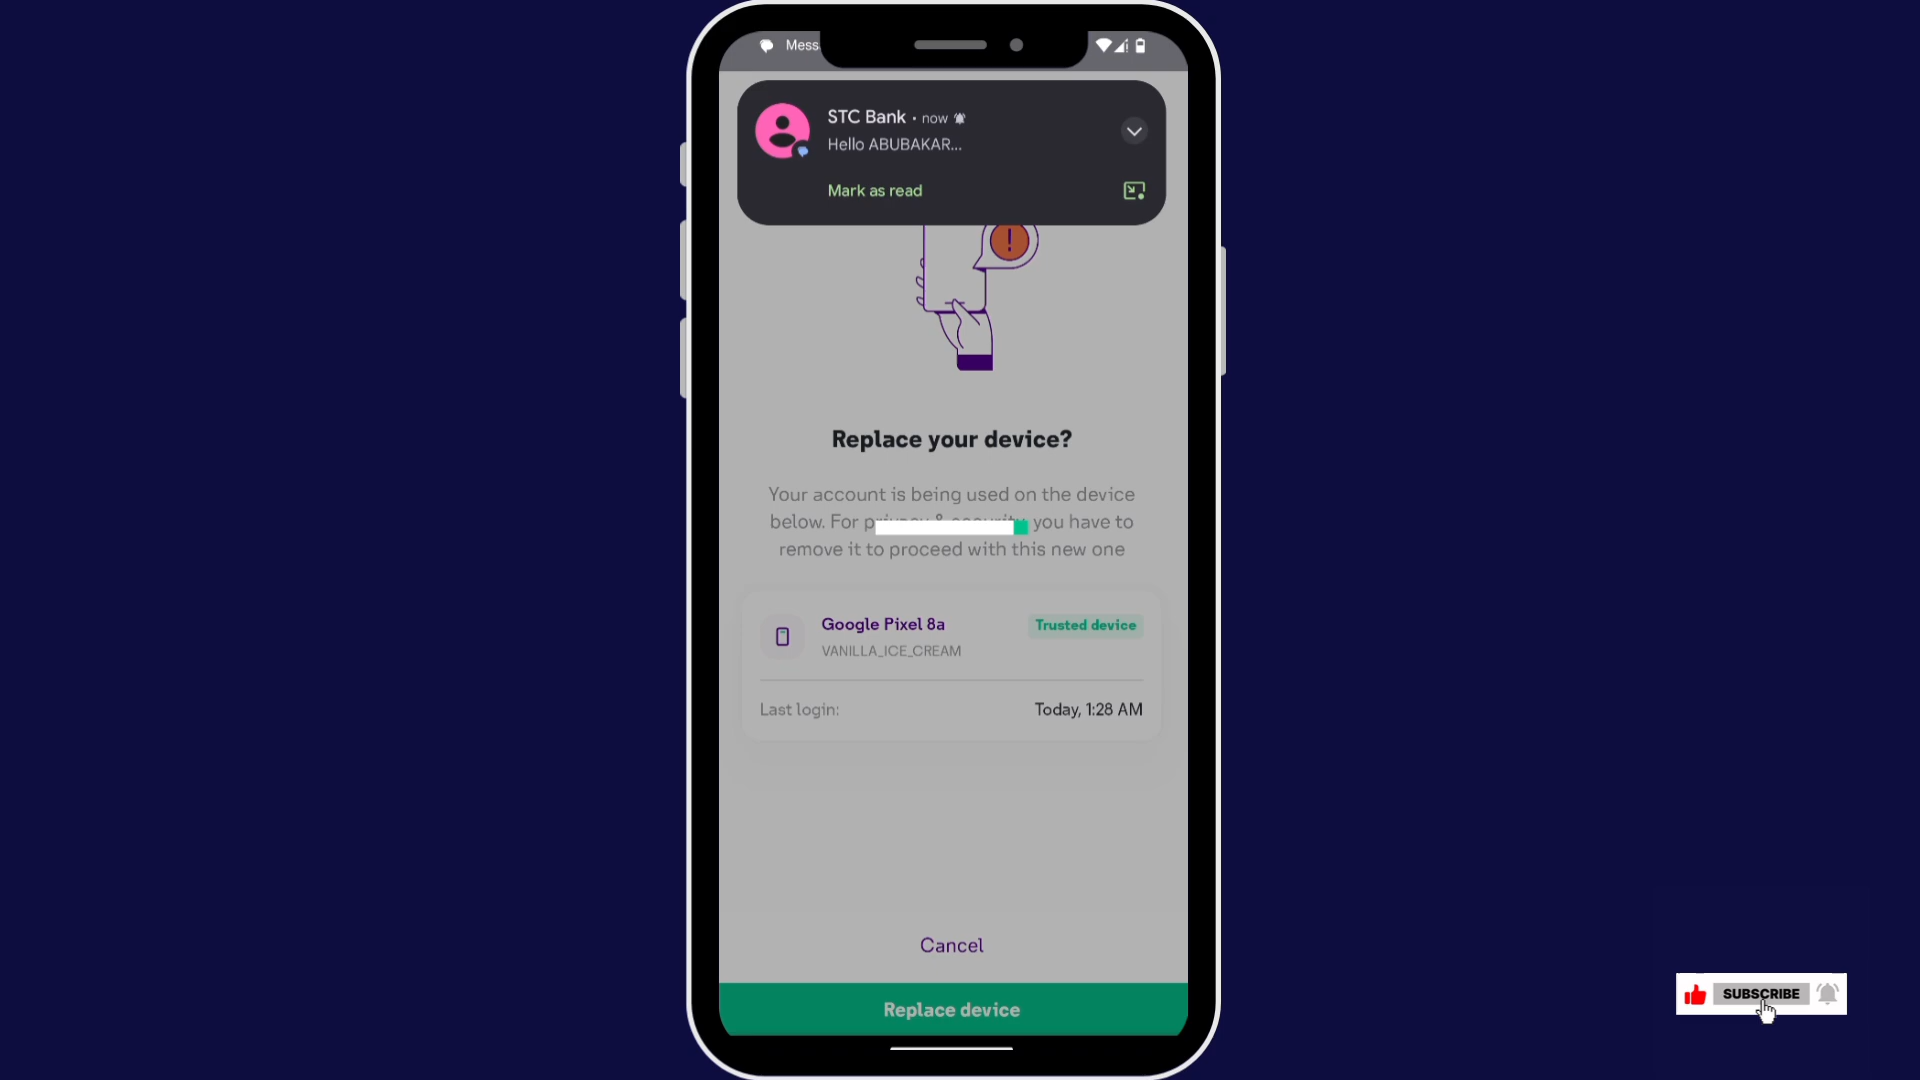 Mess
STC Bank • now
Hello ABUBAKAR...
Mark as read
Replace your device?
Your account is being used on the device
below. For privacy & security, you have to
remove it to proceed with this new one
Google Pixel 8a
Trusted device
VANILLA_ICE_CREAM
Last login:
Today, 1:28 AM
Cancel
Replace device
SUBSCRIBE